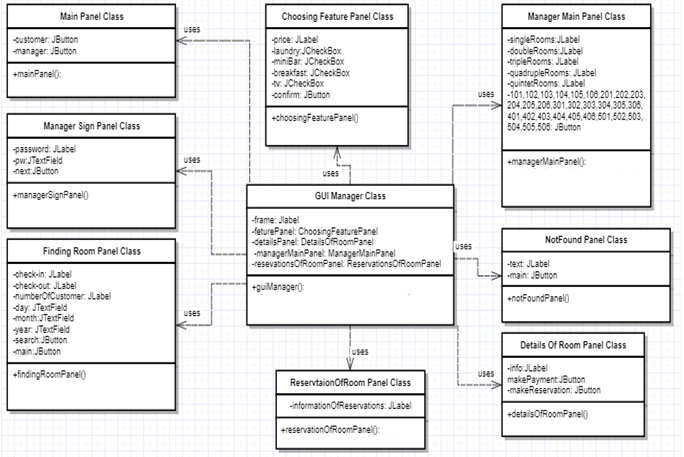 Main Panel Class
-customer: JButton
-manager: JButton
+mainPanel():
uses
Choosing Feature Panel Class
-price: JLabel
-laundry:JCheckBox
-miniBar: JCheckBox
-breakfast: JCheckBox
-tv: JCheckBox
-confirm: JButton
+choosingFeaturePanel()
uses
Manager Main Panel Class
-singleRooms:JLabel
-doubleRooms: JLabel
-tripleRooms: JLabel
-quadrupleRooms: JLabel
-quintetRooms: JLabel
-101,102,103,104,105,106,201,202,203,
204,205,206,301,302,303,304,305,306,
401,402,403,404,405,406,501,502,503,
504,505,506: JButton
+managerMainPanel():
uses
Manager Sign Panel Class
-password: JLabel
-pw:JTextField
-next:JButton
+managerSignPanel()
uses
GUI Manager Class
-frame: Jlabel
-feturePanel: ChoosingFeaturePanel
-detailsPanel: DetailsOfRoomPanel
-managerMainPanel: ManagerMainPanel
-resevationsOfRoomPanel: ReservationsOfRoomPanel
+guiManager():
uses
NotFound Panel Class
-text: JLabel
-main: JButton
+notFoundPanel()
Finding Room Panel Class
-check-in: JLabel
-check-out: JLabel
-numberOfCustomer: JLabel
-day: JTextField
-month:JTextField
-year: JTextField
-search:JButton
-main:JButton
+findingRoomPanel()
uses
uses
ReservtaionOfRoom Panel Class
-informationOfReservations: JLabel
+reservationOfRoomPanel():
uses
Details Of Room Panel Class
-info:JLabel
makePayment:JButton
-makeReservation: JButton
+detailsOfRoomPanel()